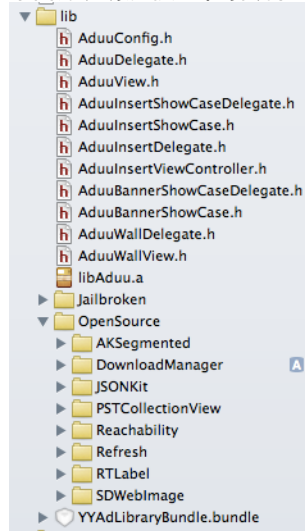 lib
AduuConfig.h
AduuDelegate.h
AduuView.h
AduuInsertShowCaseDelegate.h
AduuInsertShowCase.h
AduuInsertDelegate.h
AduuInsertViewController.h
AduuBannerShowCaseDelegate.h
AduuBannerShowCase.h
AduuWallDelegate.h
AduuWallView.h
libAduu.a
Jailbroken
OpenSource
AKSegmented
DownloadManager A
JSONKit
PSTCollectionView
Reachability
Refresh
RTLabel
SDWebImage
YYAdLibraryBundle.bundle